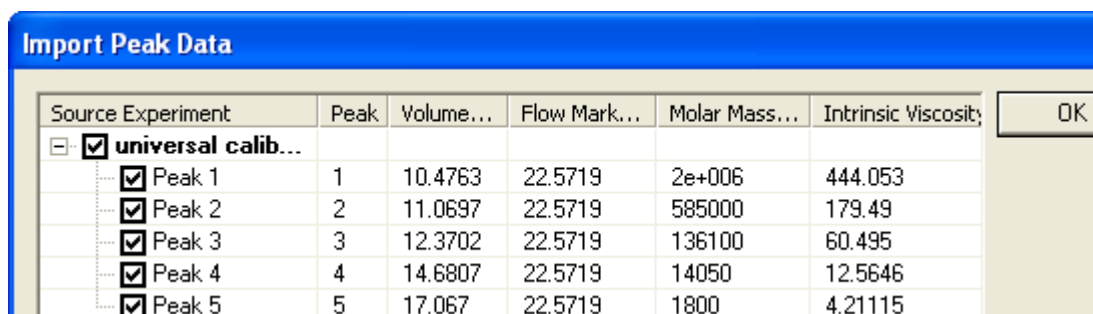 Import Peak Data
Source Experiment Peak Volume... Flow Mark... Molar Mass... Intrinsic Viscosity OK
universal calib...
Peak 1 1 10.4763 22.5719 2e+006 444.053
Peak 2 2 11.0697 22.5719 585000 179.49
Peak 3 3 12.3702 22.5719 136100 60.495
Peak 4 4 14.6807 22.5719 14050 12.5646
Peak 5 5 17.067 22.5719 1800 4.21115